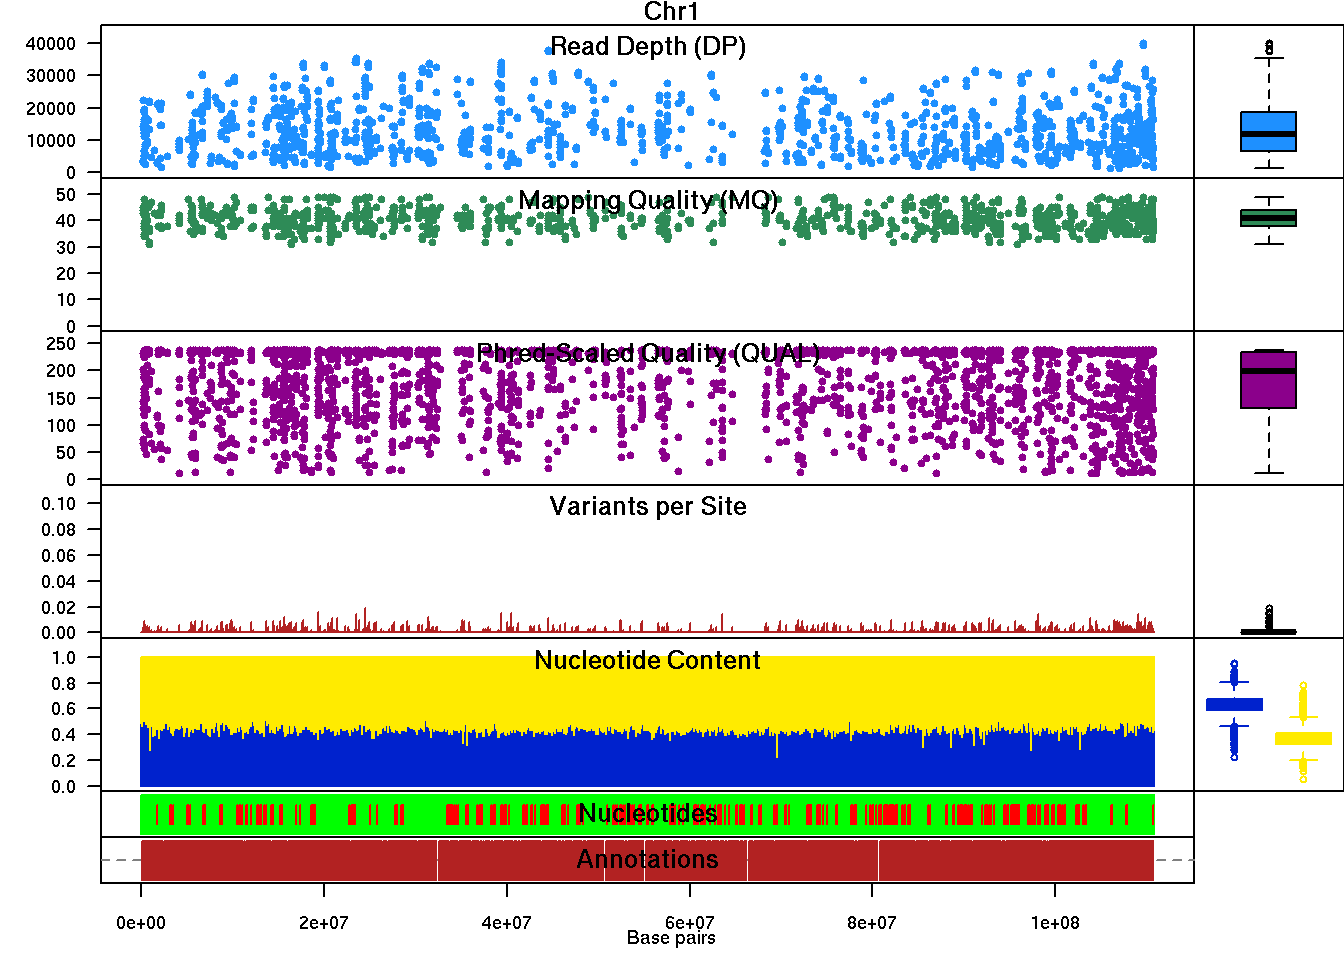 Chr1
Read Depth (DP)
40000
30000
20000
10000
0
Mapping Quality (MQ)
50
40
30
20
10
0
Phred-Scaled Quality (QUAL)
250
200
150
100
50
0
Variants per Site
0.10
0.08
0.06
0.04
0.02
0.00
Nucleotide Content
1.0
0.8
0.6
0.4
0.2
0.0
Nucleotides
Annotations
0e+00 2e+07 4e+07 6e+07 8e+07 1e+08
Base pairs